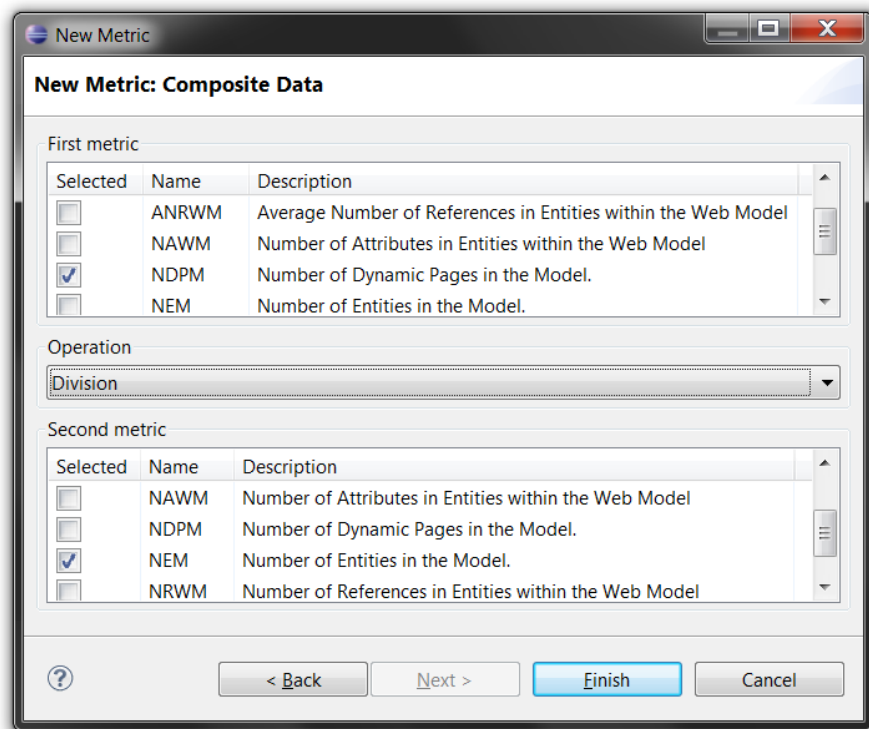 New Metric
New Metric: Composite Data
First metric
Selected Name Description
ANRWM Average Number of References in Entities within the Web Model
NAWM Number of Attributes in Entities within the Web Model
NDPM Number of Dynamic Pages in the Model.
NEM Number of Entities in the Model.
Operation
Division
Second metric
Selected Name Description
NAWM Number of Attributes in Entities within the Web Model
NDPM Number of Dynamic Pages in the Model.
NEM Number of Entities in the Model.
NRWM Number of References in Entities within the Web Model
? < Back Next > Finish Cancel